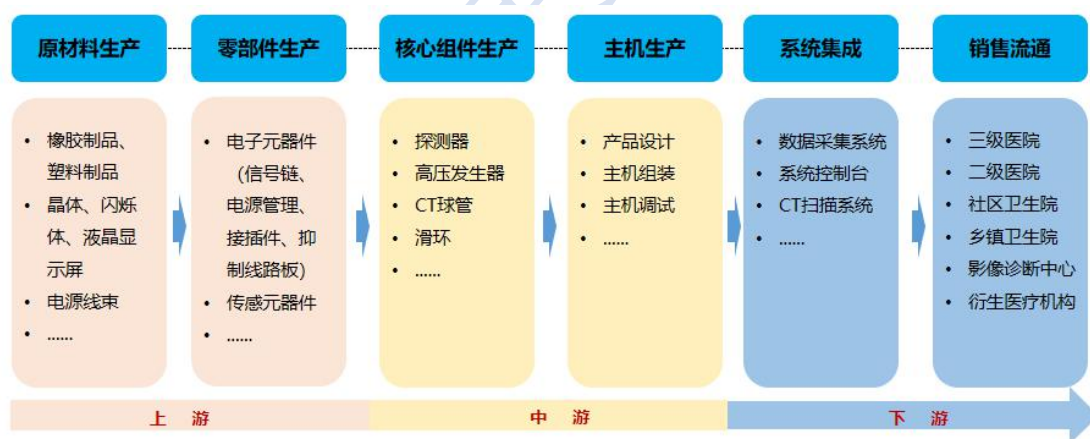 原材料生产
零部件生产
核心组件生产
主机生产
系统集成
销售流通
• 橡胶制品、
塑料制品
• 晶体、闪烁
体、液晶显
示屏
• 电源线束
• ......
• 电子元器件
(信号链、
电源管理、
接插件、抑
制线路板)
• 传感元器件
• ......
• 探测器
• 高压发生器
• CT球管
• 滑环
• ......
• 产品设计
• 主机组装
• 主机调试
• ......
• 数据采集系统
• 系统控制台
• CT扫描系统
• ......
• 三级医院
• 二级医院
• 社区卫生院
• 乡镇卫生院
• 影像诊断中心
• 衍生医疗机构
上 游
中 游
下 游